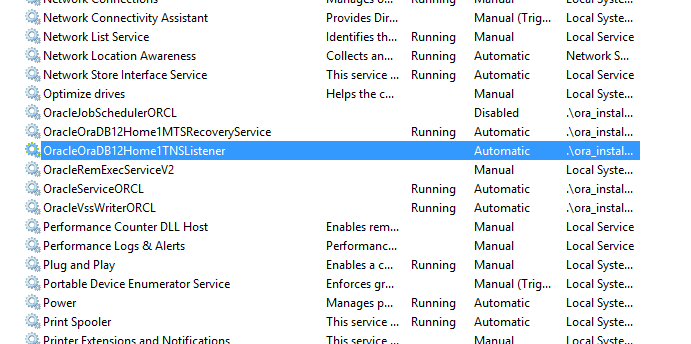 Network Connections Manages o... Running Manual Local Syste...
Network Connectivity Assistant Provides Dir... Manual (Trig... Local Syste...
Network List Service Identifies th... Running Manual Local Service
Network Location Awareness Collects an... Running Automatic Network S...
Network Store Interface Service This service ... Running Automatic Local Service
Optimize drives Helps the c... Manual Local Syste...
OracleJobSchedulerORCL Disabled .\ora_instal...
OracleOraDB12Home1MTSRecoveryService Running Automatic .\ora_instal...
OracleOraDB12Home1TNSListener Automatic .\ora_instal...
OracleRemExecServiceV2 Manual Local Syste...
OracleServiceORCL Running Automatic .\ora_instal...
OracleVssWriterORCL Running Automatic .\ora_instal...
Performance Counter DLL Host Enables rem... Manual Local Service
Performance Logs & Alerts Performanc... Manual Local Service
Plug and Play Enables a c... Running Manual Local Syste...
Portable Device Enumerator Service Enforces gr... Manual (Trig... Local Syste...
Power Manages p... Running Automatic Local Syste...
Print Spooler This service ... Running Automatic Local Syste...
Printer Extensions and Notifications This service ... Manual Local Syste...